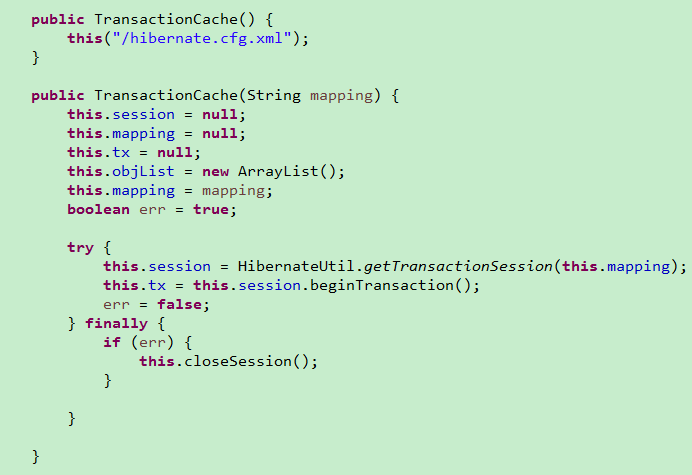 public TransactionCache() {
this("/hibernate.cfg.xml");
}
public TransactionCache(String mapping) {
this.session = null;
this.mapping = null;
this.tx = null;
this.objList = new ArrayList();
this.mapping = mapping;
boolean err = true;
try {
this.session = HibernateUtil.getTransactionSession(this.mapping);
this.tx = this.session.beginTransaction();
err = false;
} finally {
if (err) {
this.closeSession();
}
}
}